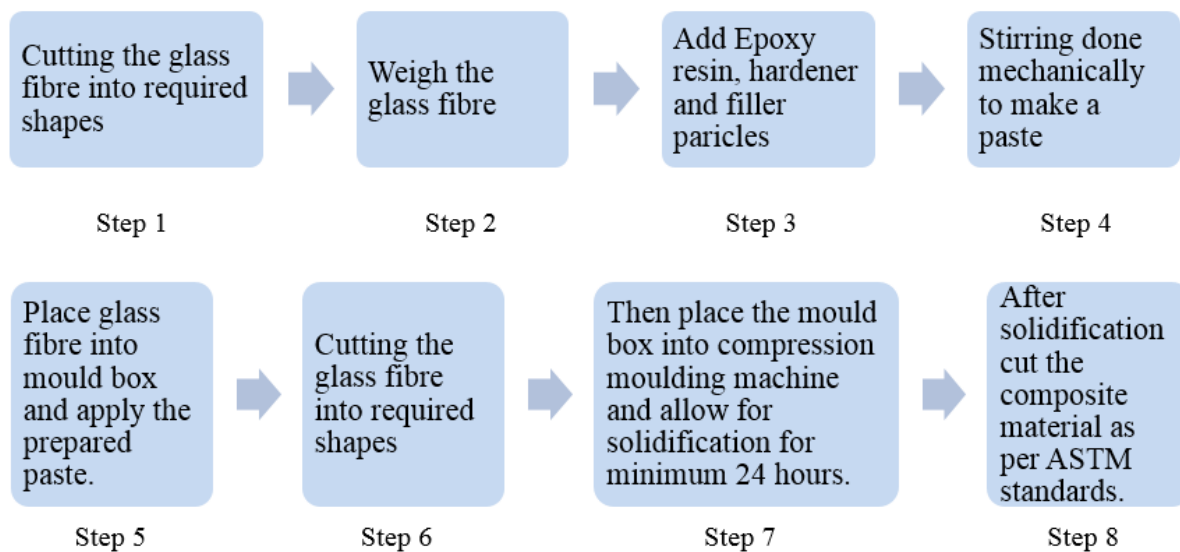 Cutting the glass
fibre into required
shapes
Weigh the
glass fibre
Add Epoxy
resin, hardener
and filler
paricles
Stirring done
mechanically
to make a
paste
Step 1
Step 2
Step 3
Step 4
Place glass
fibre into
mould box
and apply the
prepared
paste.
Cutting the
glass fibre
into required
shapes
Then place the mould
box into compression
moulding machine
and allow for
solidification for
minimum 24 hours.
After
solidification
cut the
composite
material as
per ASTM
standards.
Step 5
Step 6
Step 7
Step 8